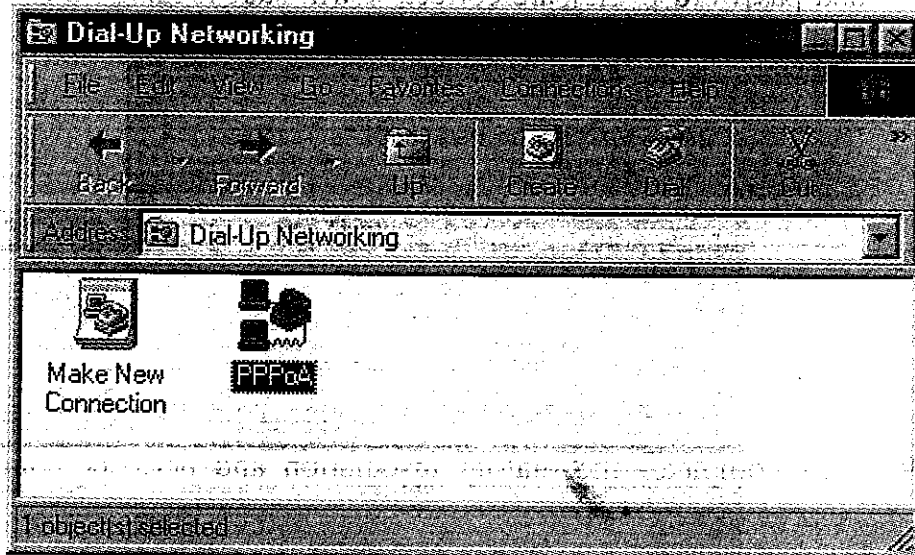 Dial-Up Networking
File Edit View Go Favorites Connections Help
Back Forward Up Create Dial Cut »
Address Dial-Up Networking
Make New
Connection
PPPoA
1 object(s) selected